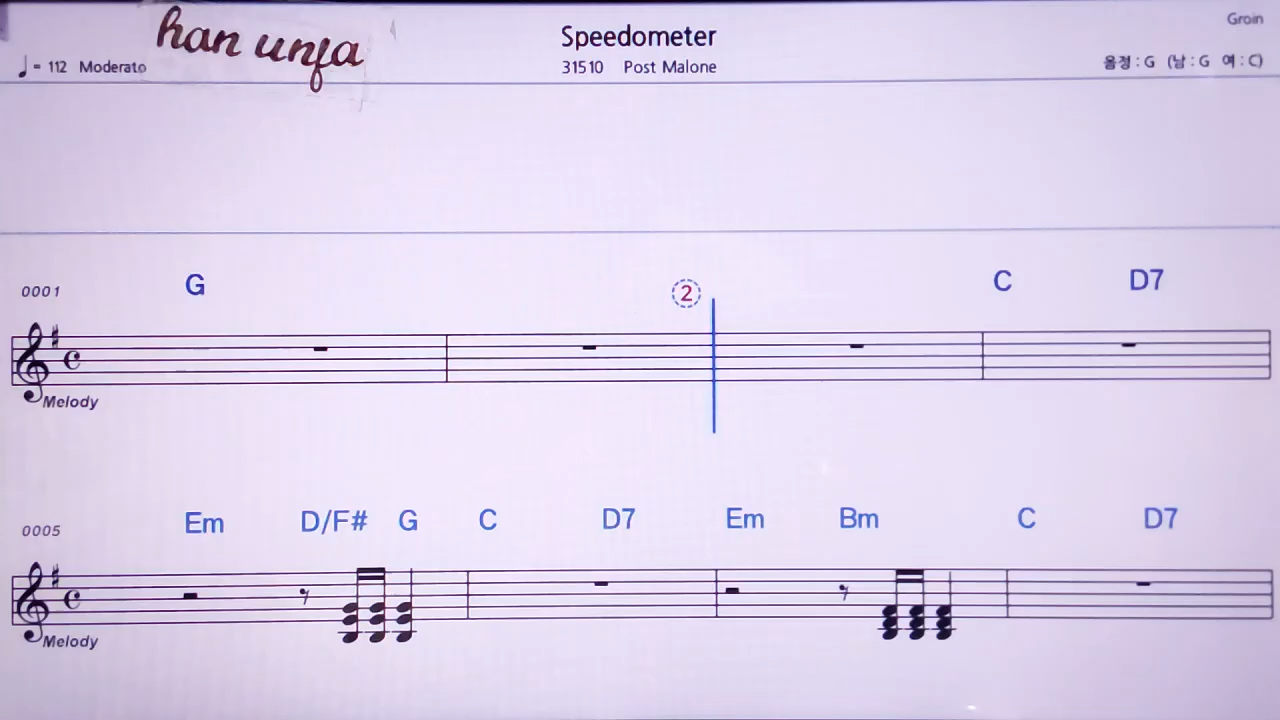 han unfa
Speedometer
Groin
= 112 Moderato
31510 Post Malone
음정 : G (남 : G 여 : C)
0001
G
2
C D7
Melody
0005
Em D/F# G C D7 Em Bm C D7
Melody